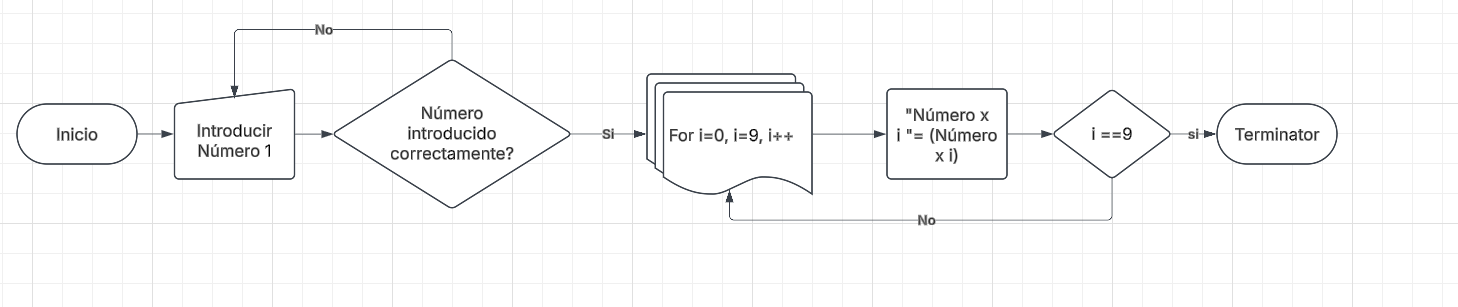 No
Inicio
Introducir
Número 1
Número
introducido
correctamente?
Si
For i=0, i=9, i++
"Número x
i "= (Número
x i)
i ==9
si
Terminator
No